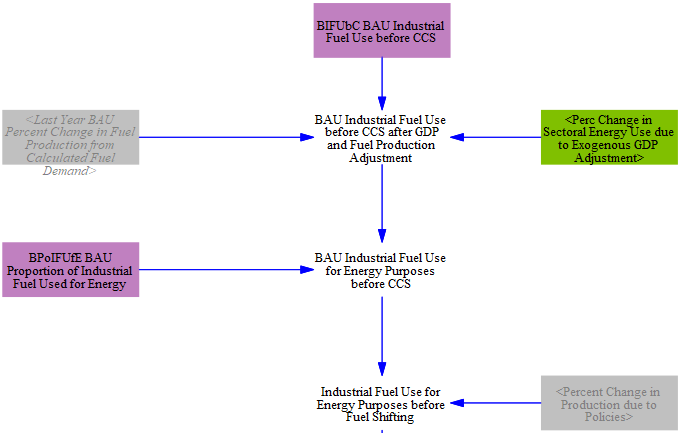 BIFUbC BAU Industrial
Fuel Use before CCS
<Last Year BAU
Percent Change in Fuel
Production from
Calculated Fuel
Demand>
BAU Industrial Fuel Use
before CCS after GDP
and Fuel Production
Adjustment
<Perc Change in
Sectoral Energy Use due
to Exogenous GDP
Adjustment>
BPoIFUfE BAU
Proportion of Industrial
Fuel Used for Energy
BAU Industrial Fuel Use
for Energy Purposes
before CCS
Industrial Fuel Use for
Energy Purposes before
Fuel Shifting
<Percent Change in
Production due to
Policies>